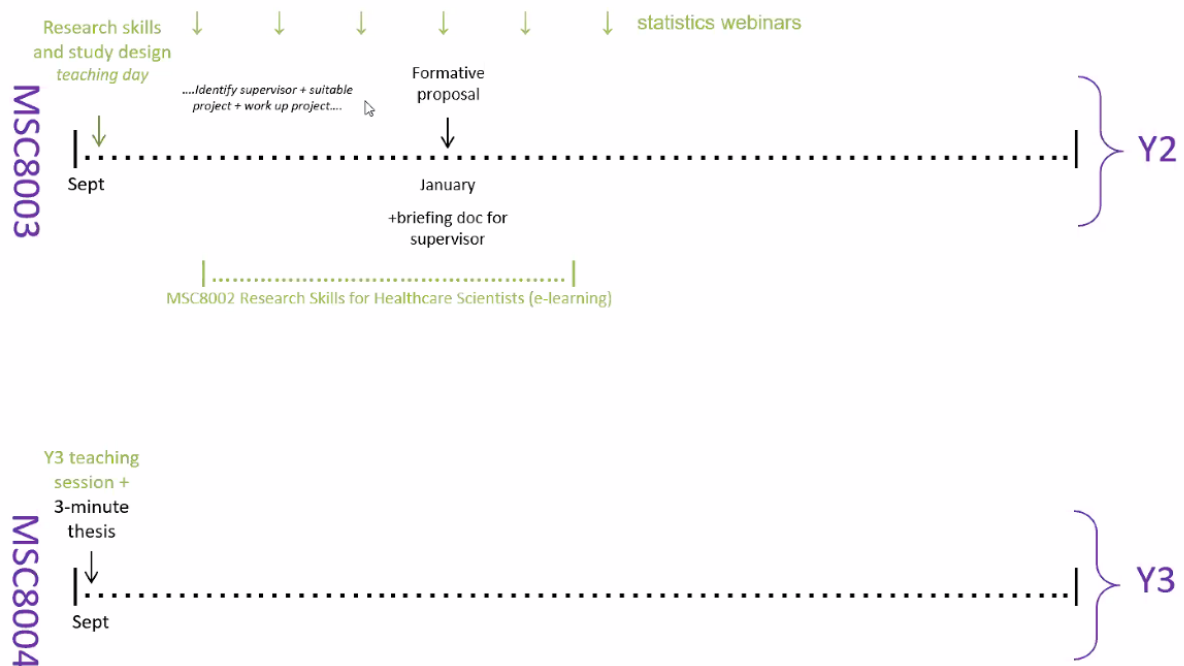 Research skills
and study design
teaching day
statistics webinars
....Identify supervisor + suitable
project + work up project....
Formative
proposal
MSC8003
Sept
January
+briefing doc for
supervisor
Y2
MSC8002 Research Skills for Healthcare Scientists (e-learning)
Y3 teaching
session +
3-minute
thesis
MSC8004
Sept
Y3